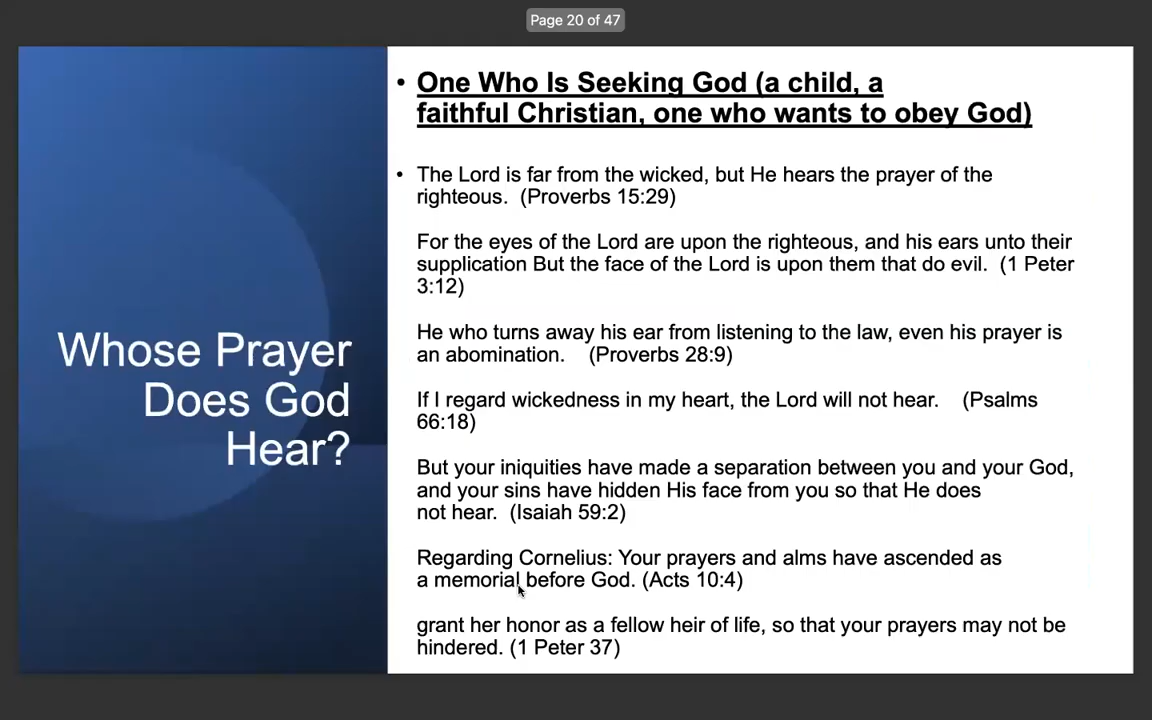 Page 20 of 47
Whose Prayer
Does God
Hear?
• One Who Is Seeking God (a child, a
faithful Christian, one who wants to obey God)
• The Lord is far from the wicked, but He hears the prayer of the
righteous.  (Proverbs 15:29)
For the eyes of the Lord are upon the righteous, and his ears unto their
supplication But the face of the Lord is upon them that do evil.  (1 Peter
3:12)
He who turns away his ear from listening to the law, even his prayer is
an abomination.    (Proverbs 28:9)
If I regard wickedness in my heart, the Lord will not hear.    (Psalms
66:18)
But your iniquities have made a separation between you and your God,
and your sins have hidden His face from you so that He does
not hear.  (Isaiah 59:2)
Regarding Cornelius: Your prayers and alms have ascended as
a memorial before God. (Acts 10:4)
grant her honor as a fellow heir of life, so that your prayers may not be
hindered. (1 Peter 37)